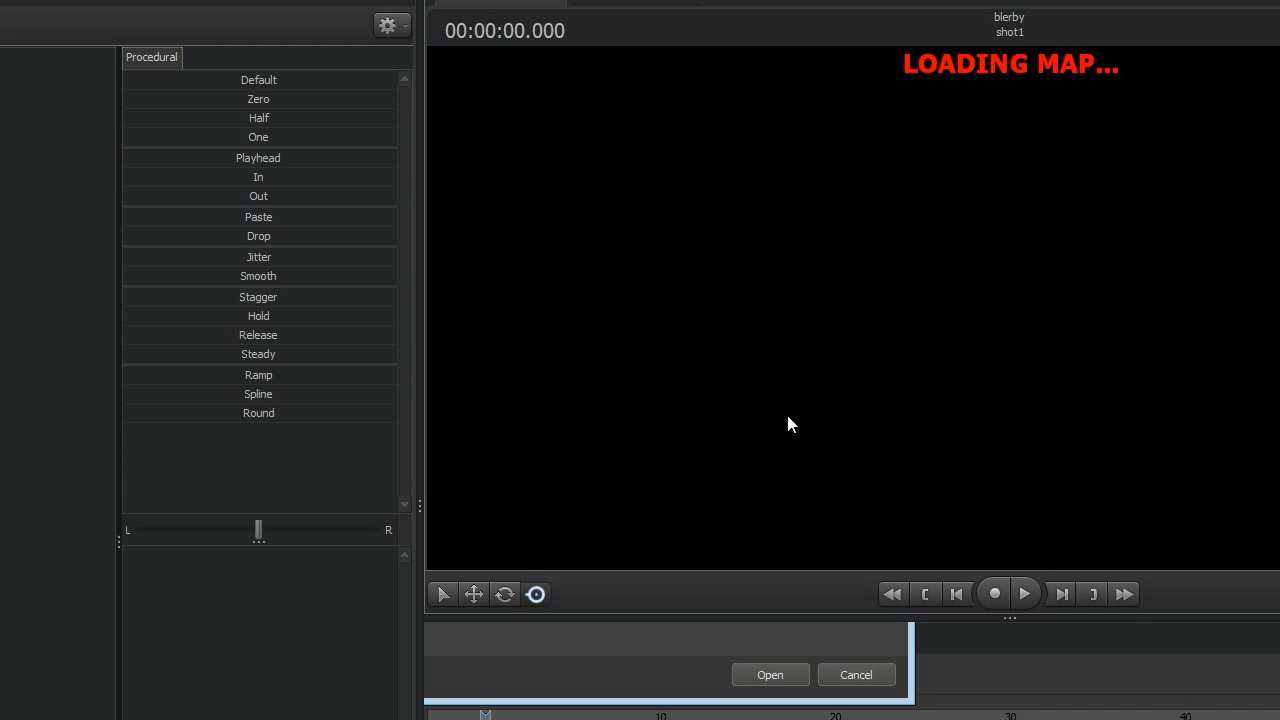 00:00:00.000
blerby
shot1
Procedural
LOADING MAP...
Default
Zero
Half
One
Playhead
In
Out
Paste
Drop
Jitter
Smooth
Stagger
Hold
Release
Steady
Ramp
Spline
Round
L
R
Open
Cancel
10
20
30
40